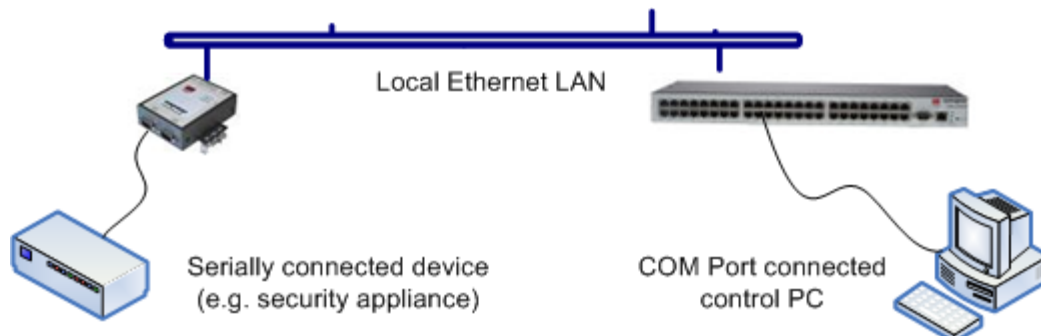 Local Ethernet LAN
Serially connected device
(e.g. security appliance)
COM Port connected
control PC